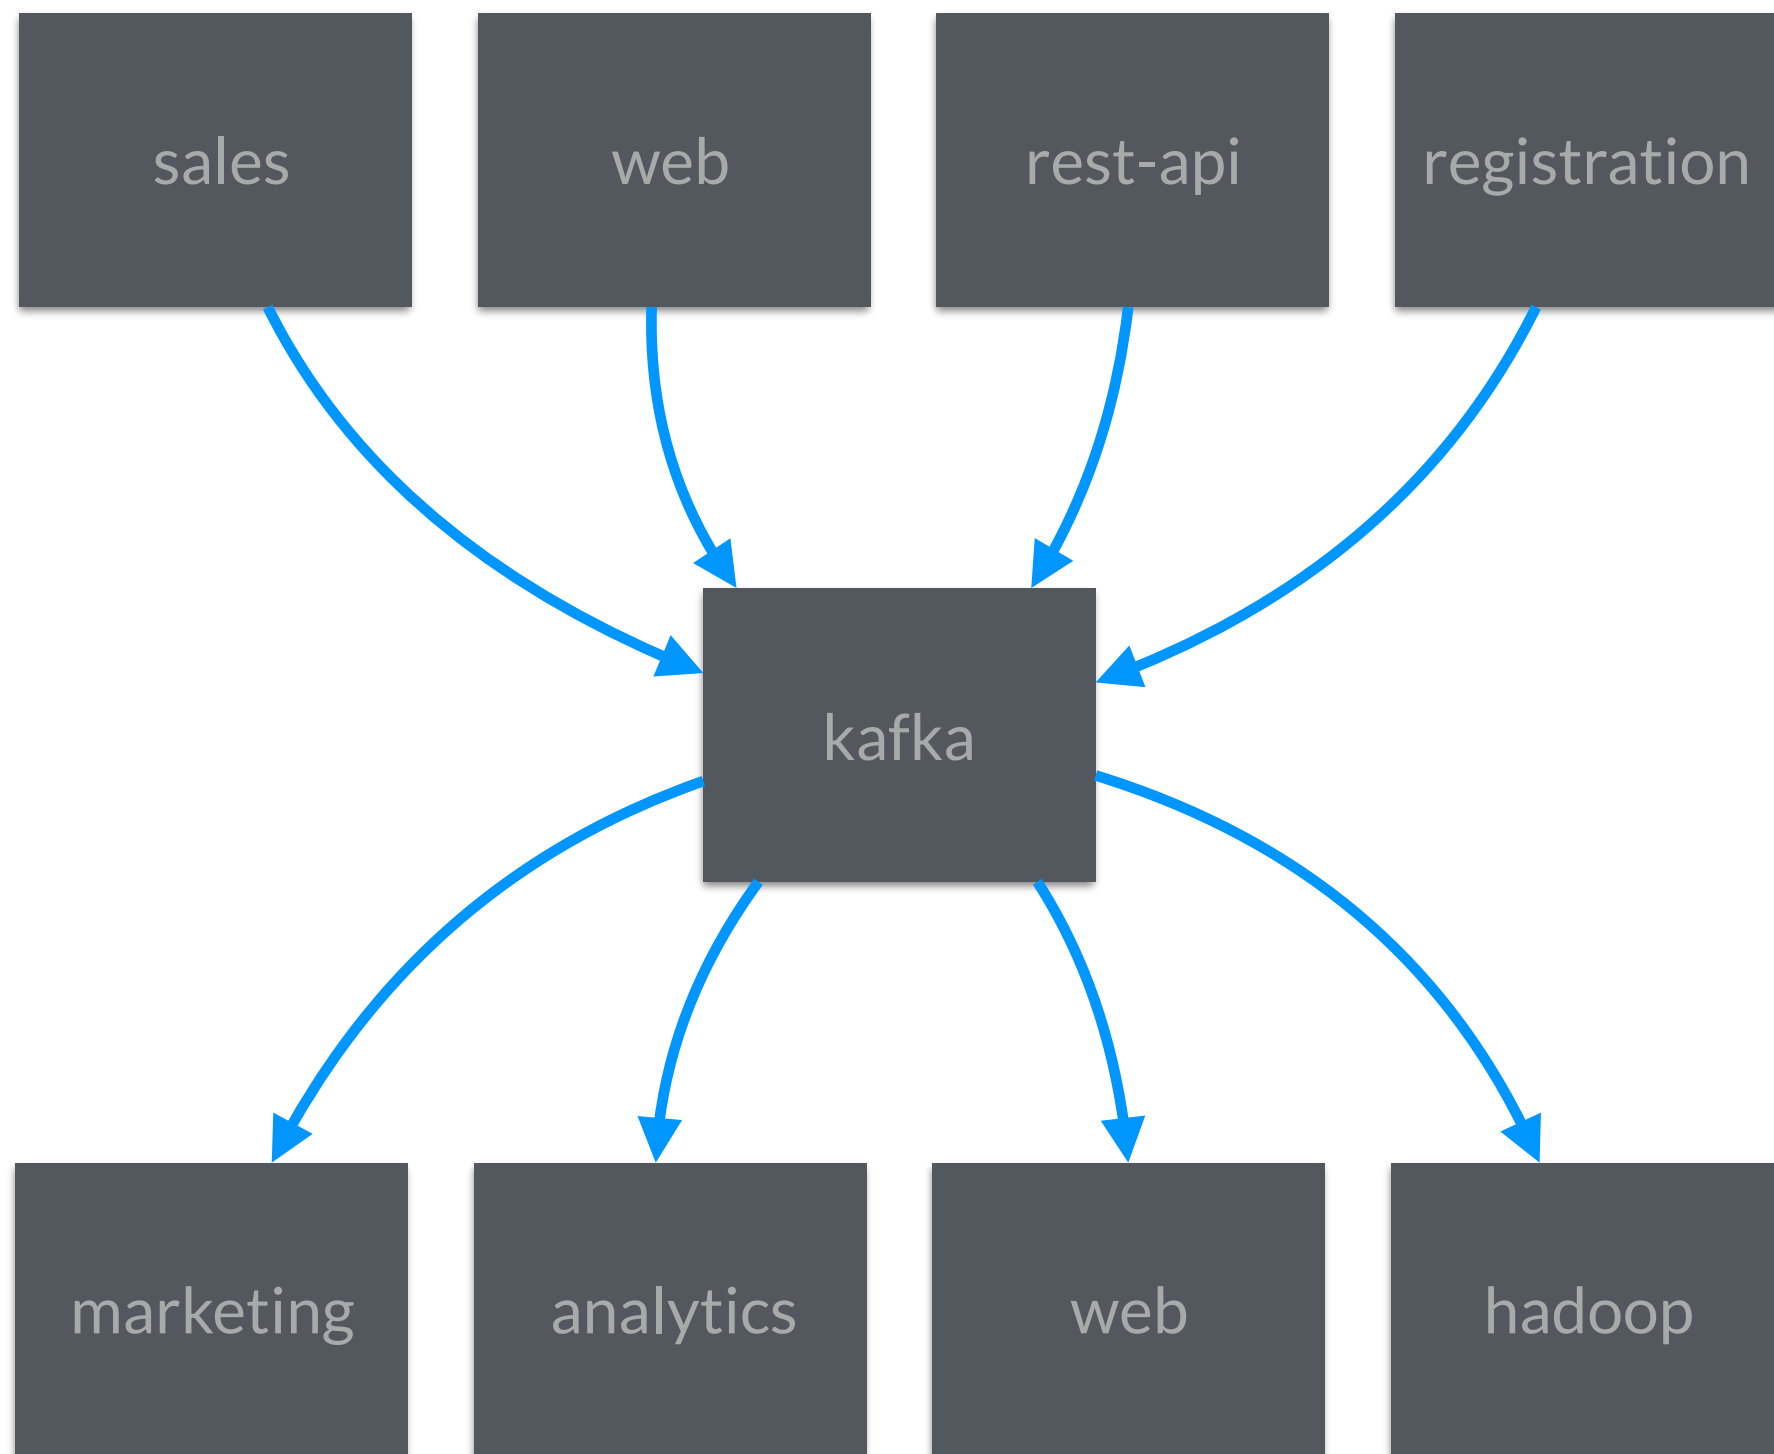 sales
web
rest-api
registration
kafka
marketing
analytics
web
hadoop